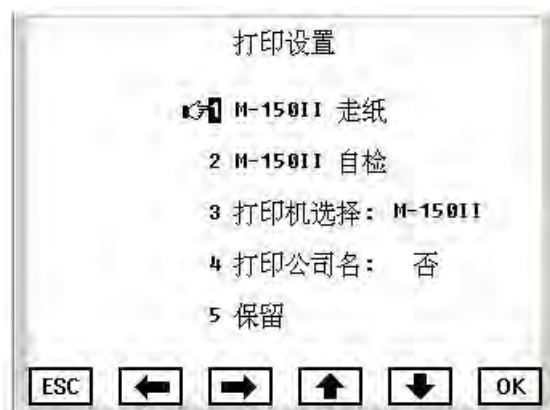 打印设置
1 M-150II 走纸
2 M-150II 自检
3 打印机选择: M-150II
4 打印公司名: 否
5 保留
ESC OK